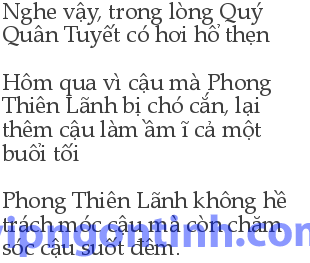 Nghe vậy, trong lòng Quý
Quân Tuyết có hơi hổ thẹn
Hôm qua vì cậu mà Phong
Thiên Lãnh bị chó cắn, lại
thêm cậu làm ầm ĩ cả một
buổi tối
Phong Thiên Lãnh không hề
trách móc cậu mà còn chăm
sóc cậu suốt đêm.
vipngontinh.com